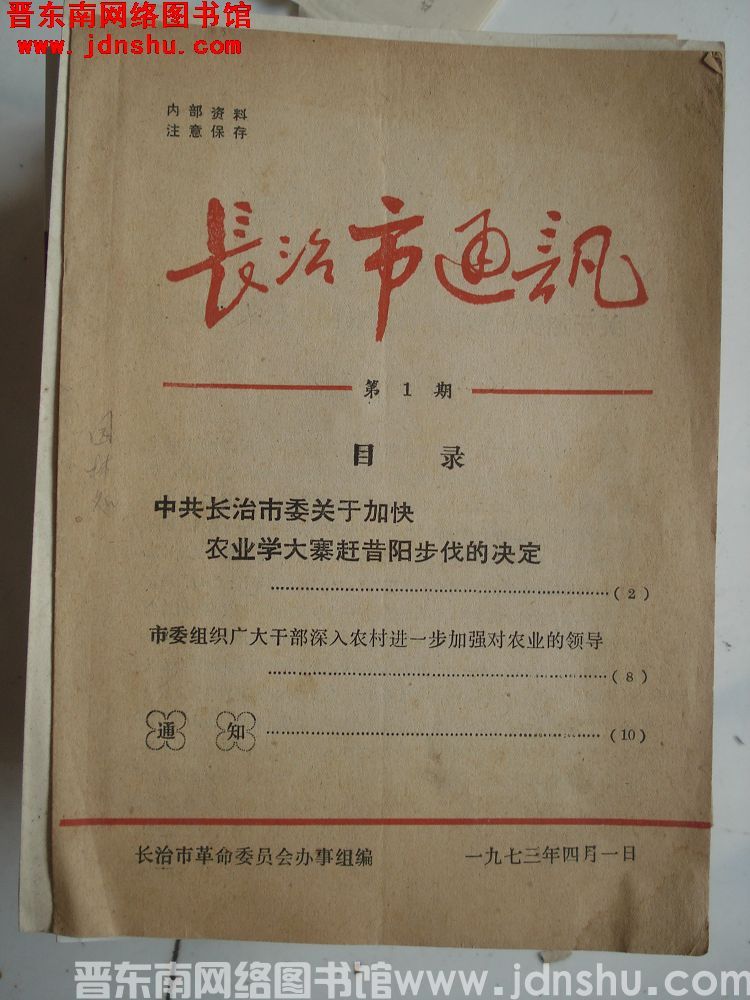 晋东南网络图书馆
www.jdnshu.com
内部资料
注意保存
長治市通訊
第1期
目录
中共长治市委关于加快
农业学大寨赶昔阳步伐的决定
(2)
市委组织广大干部深入农村进一步加强对农业的领导
(8)
通知 (10)
长治市革命委员会办事组编 一九七三年四月一日
晋东南网络图书馆www.jdnshu.com